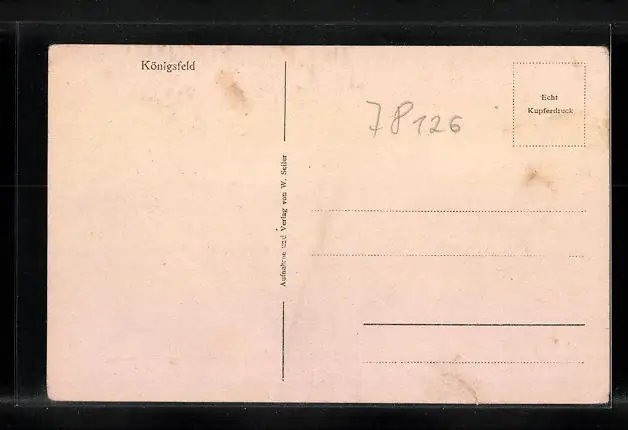 Königsfeld
Echt
Kupferdruck
78126
Aufnahme und Verlag von W. Seiler